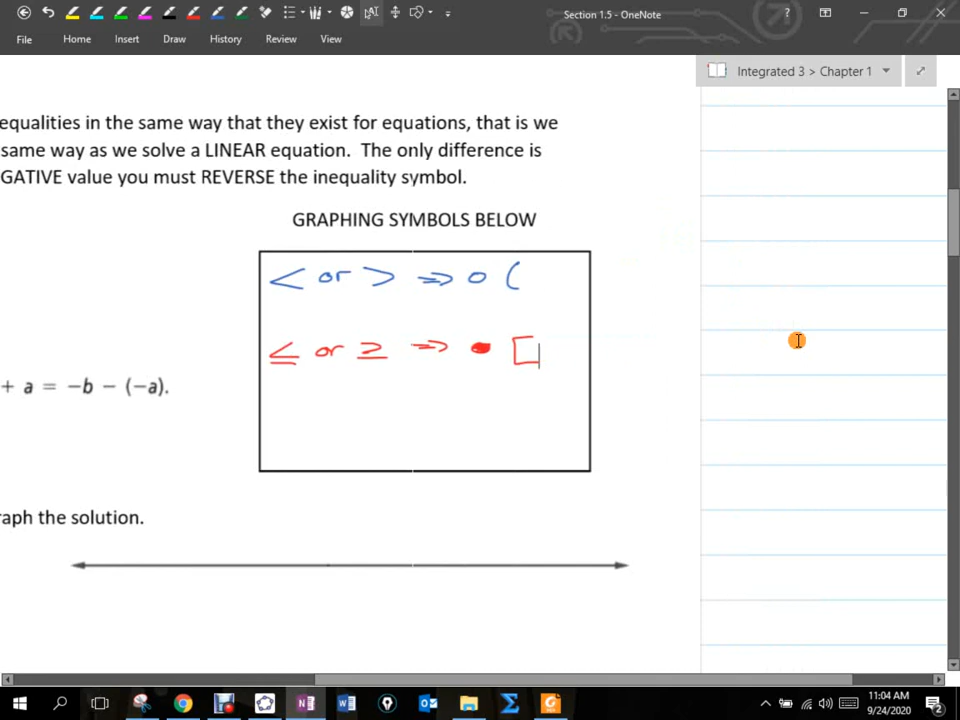 Section 1.5 - OneNote
?
File Home Insert Draw History Review View
Integrated 3 > Chapter 1
equalities in the same way that they exist for equations, that is we
same way as we solve a LINEAR equation. The only difference is
GATIVE value you must REVERSE the inequality symbol.
GRAPHING SYMBOLS BELOW
< or > ⇒ o (
≤ or ≥ ⇒ • [
+ a = −b − (−a).
raph the solution.
11:04 AM
9/24/2020
2